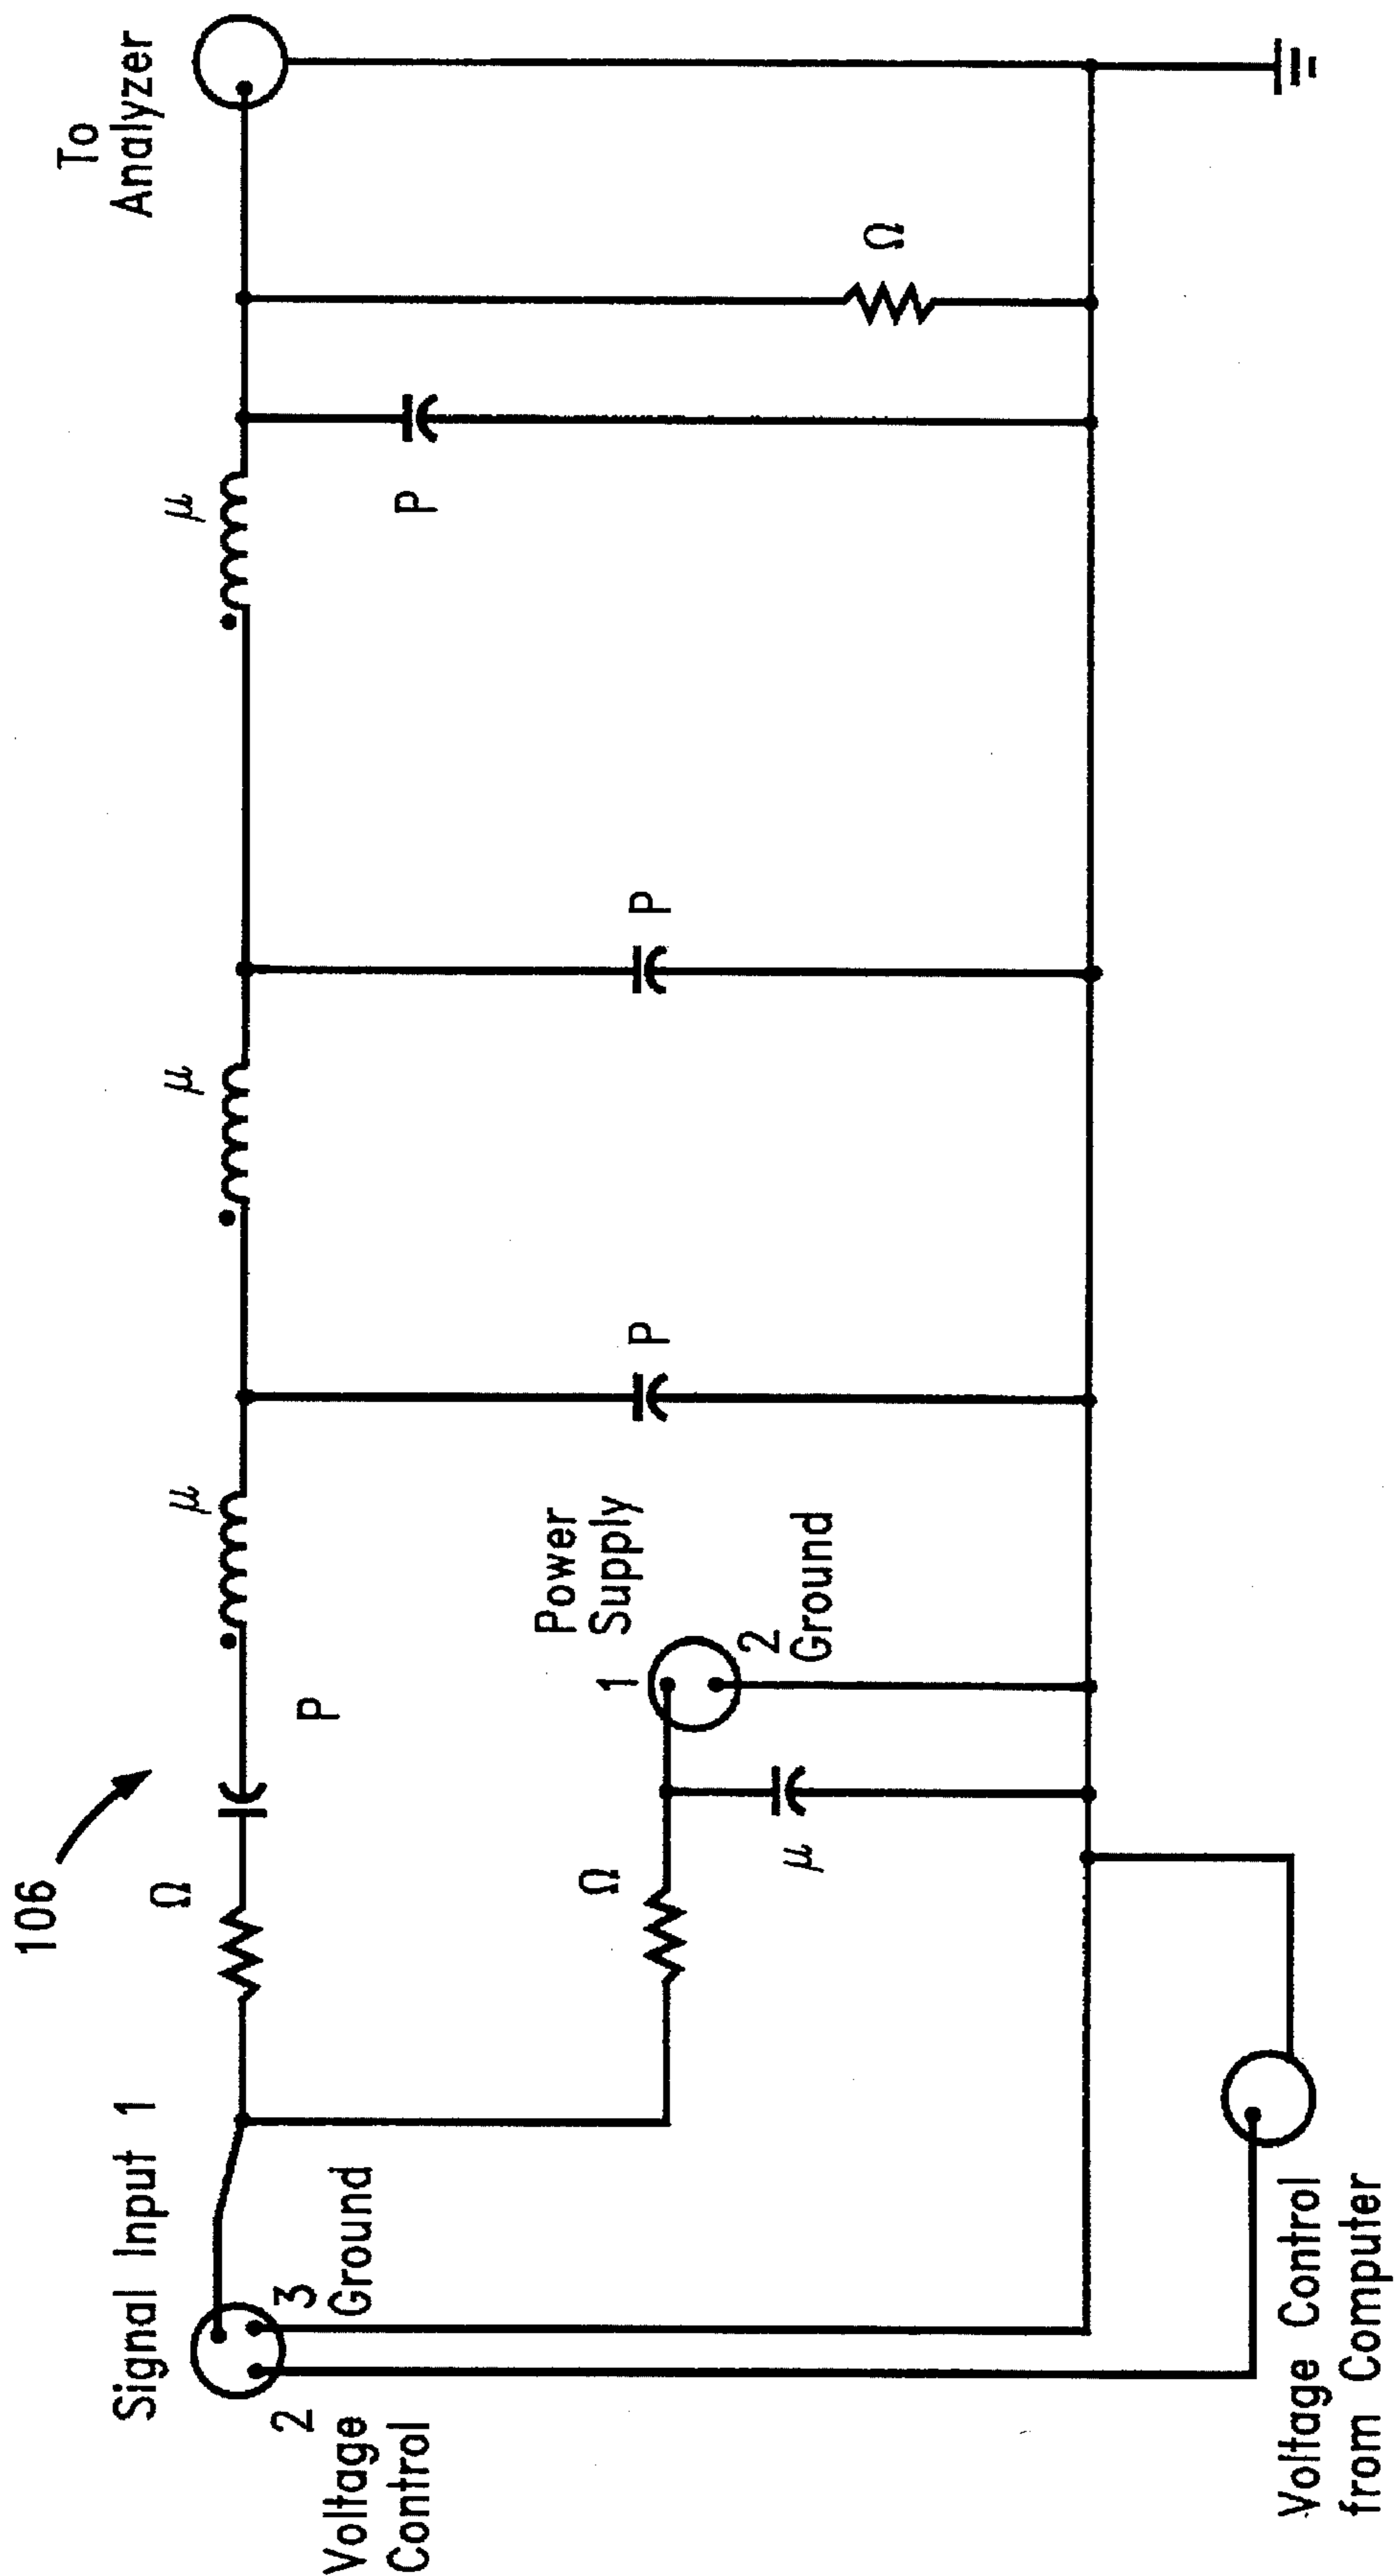 106
To
Analyzer
Signal Input 1
Ω
μ
μ
μ
P
3
Ground
2
Voltage
Control
Power
Supply
1
2
Ground
Ω
μ
P
P
P
Ω
Voltage Control
from Computer